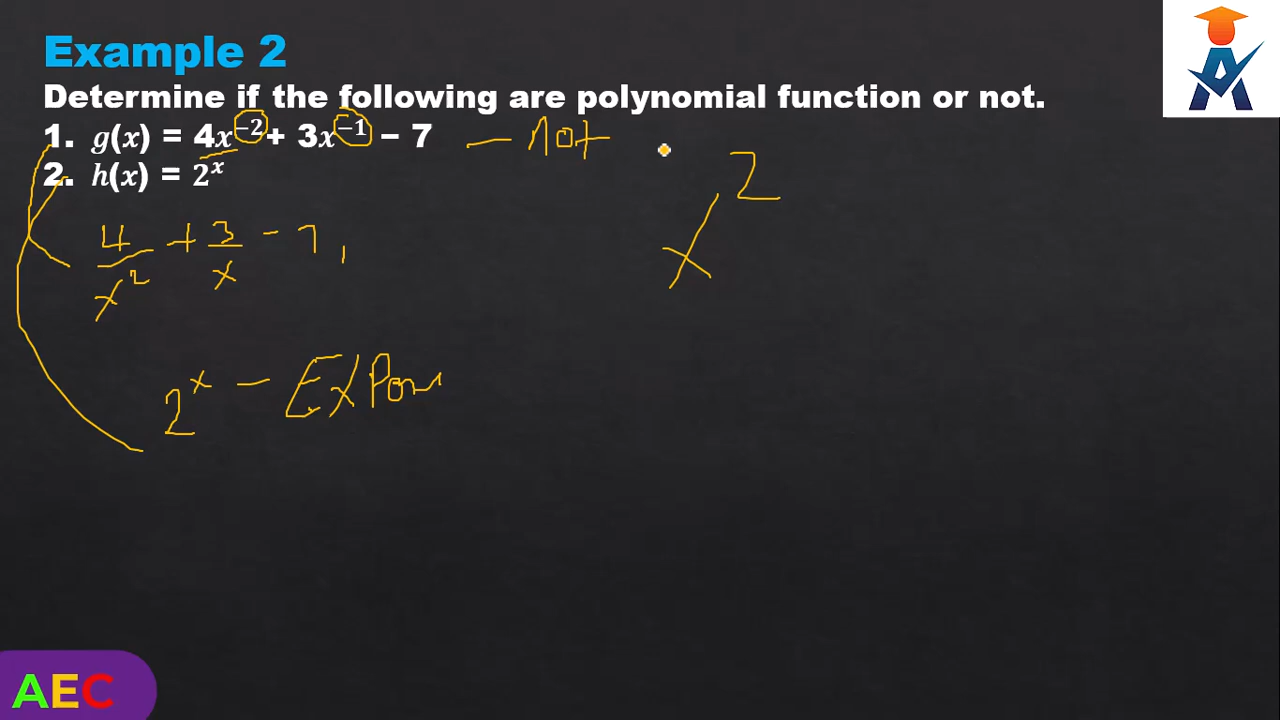 Example 2
Determine if the following are polynomial function or not.
1. g(x) = 4x⁻² + 3x⁻¹ – 7 — not
2. h(x) = 2ˣ
x²
4/x² + 3/x - 7,
2ˣ — Expon
AEC